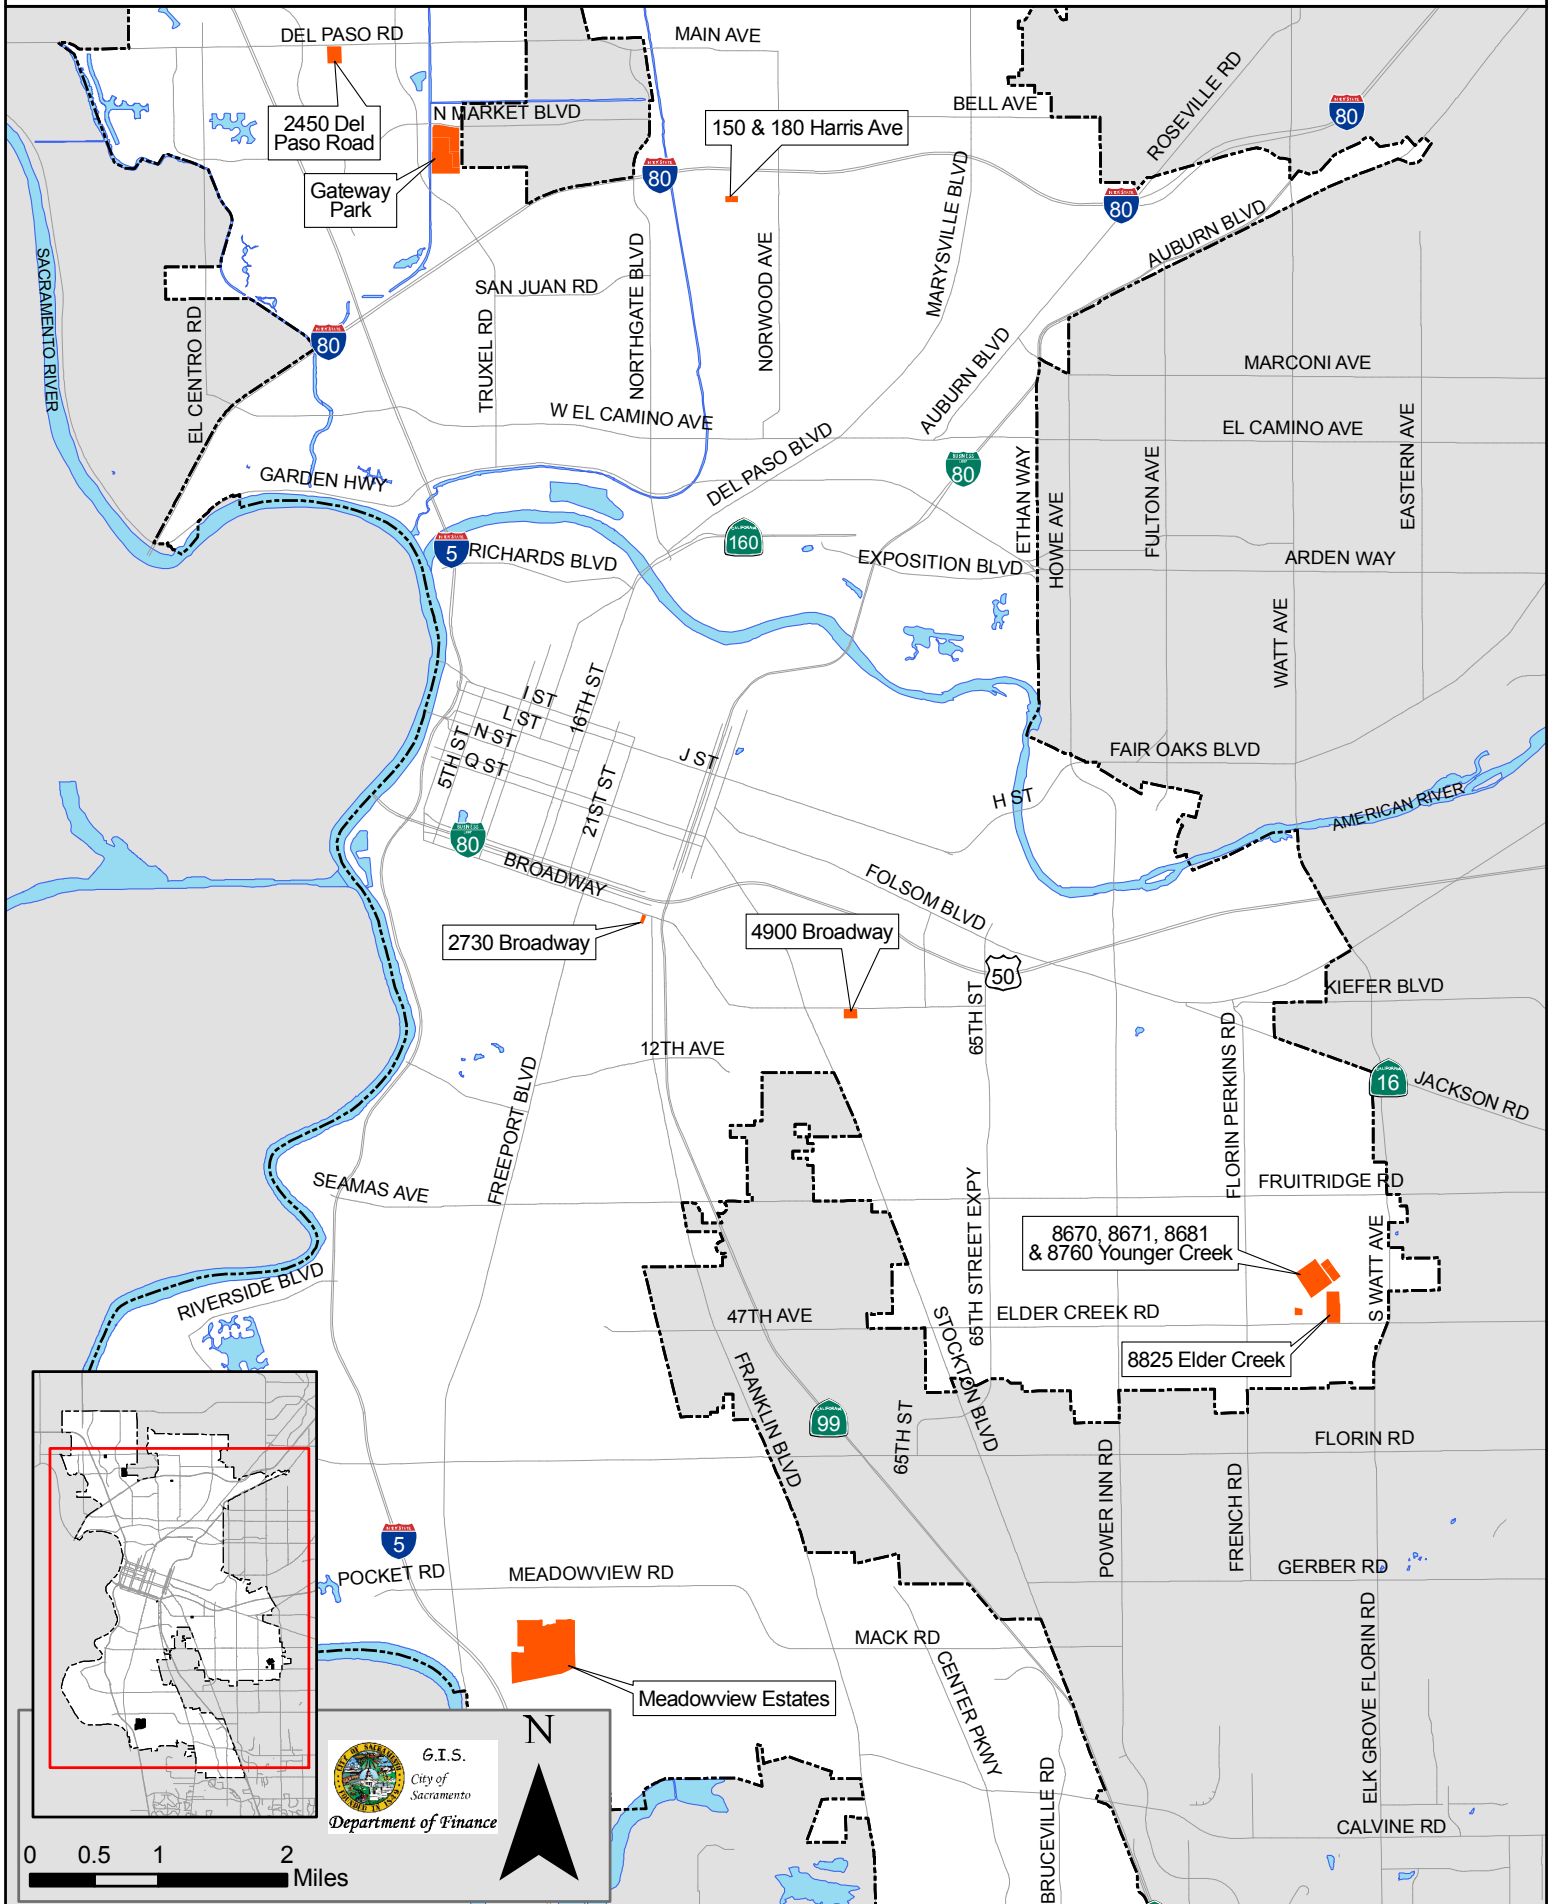 DEL PASO RD
MAIN AVE
2450 Del
Paso Road
N MARKET BLVD
150 & 180 Harris Ave
BELL AVE
ROSEVILLE RD
80
Gateway
Park
80
80
SACRAMENTO RIVER
EL CENTRO RD
80
SAN JUAN RD
TRUXEL RD
NORTHGATE BLVD
NORWOOD AVE
MARYSVILLE BLVD
AUBURN BLVD
AUBURN BLVD
MARCONI AVE
W EL CAMINO AVE
EL CAMINO AVE
GARDEN HWY
DEL PASO BLVD
80
ETHAN WAY
HOWE AVE
FULTON AVE
EASTERN AVE
5
RICHARDS BLVD
CALIFORNIA
160
EXPOSITION BLVD
ARDEN WAY
WATT AVE
I ST
L ST
N ST
Q ST
5TH ST
16TH ST
21ST ST
J ST
H ST
FAIR OAKS BLVD
AMERICAN RIVER
80
BROADWAY
FOLSOM BLVD
2730 Broadway
4900 Broadway
50
KIEFER BLVD
65TH ST
FLORIN PERKINS RD
12TH AVE
FREEPORT BLVD
CALIFORNIA
16
JACKSON RD
SEAMAS AVE
65TH STREET EXPY
FRUITRIDGE RD
8670, 8671, 8681
& 8760 Younger Creek
S WATT AVE
RIVERSIDE BLVD
47TH AVE
ELDER CREEK RD
STOCKTON BLVD
8825 Elder Creek
FRANKLIN BLVD
CALIFORNIA
99
65TH ST
FLORIN RD
POWER INN RD
FRENCH RD
5
POCKET RD
MEADOWVIEW RD
GERBER RD
MACK RD
CENTER PKWY
ELK GROVE FLORIN RD
Meadowview Estates
BRUCEVILLE RD
CALVINE RD
N
CITY OF SACRAMENTO
FOUNDED IN 1849
G.I.S.
City of
Sacramento
Department of Finance
0 0.5 1 2
Miles